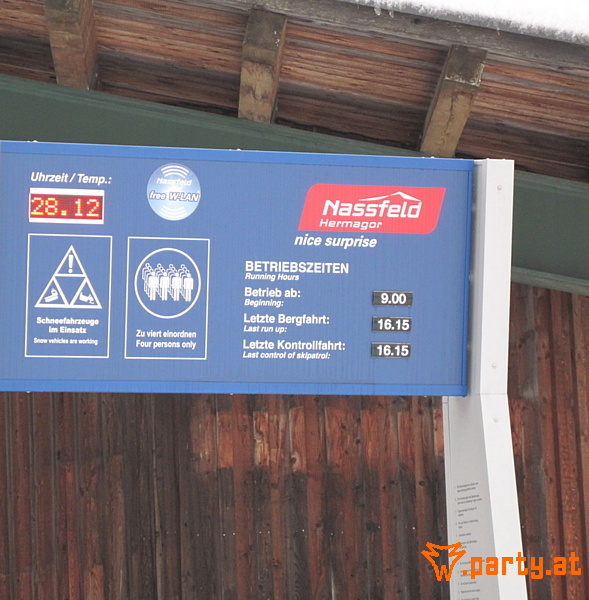 Uhrzeit / Temp.:
28.12
Nassfeld
free W-LAN
Nassfeld
Hermagor
nice surprise
Schneefahrzeuge
im Einsatz
Snow vehicles are working
Zu viert einordnen
Four persons only
BETRIEBSZEITEN
Running Hours
Betrieb ab: 9.00
Beginning:
Letzte Bergfahrt: 16.15
Last run up:
Letzte Kontrollfahrt: 16.15
Last control of skipatrol:
party.at